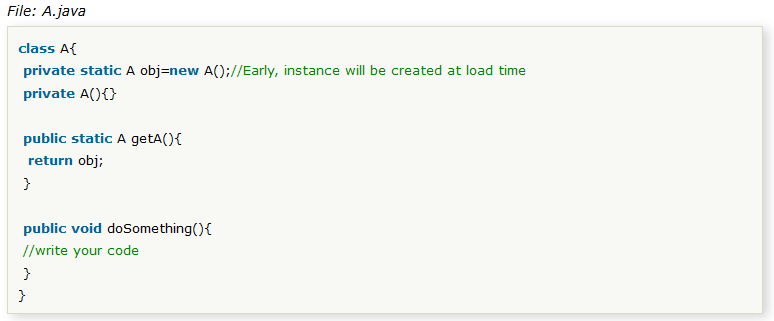 File: A.java
class A{
private static A obj=new A();//Early, instance will be created at load time
private A(){}
public static A getA(){
return obj;
}
public void doSomething(){
//write your code
}
}